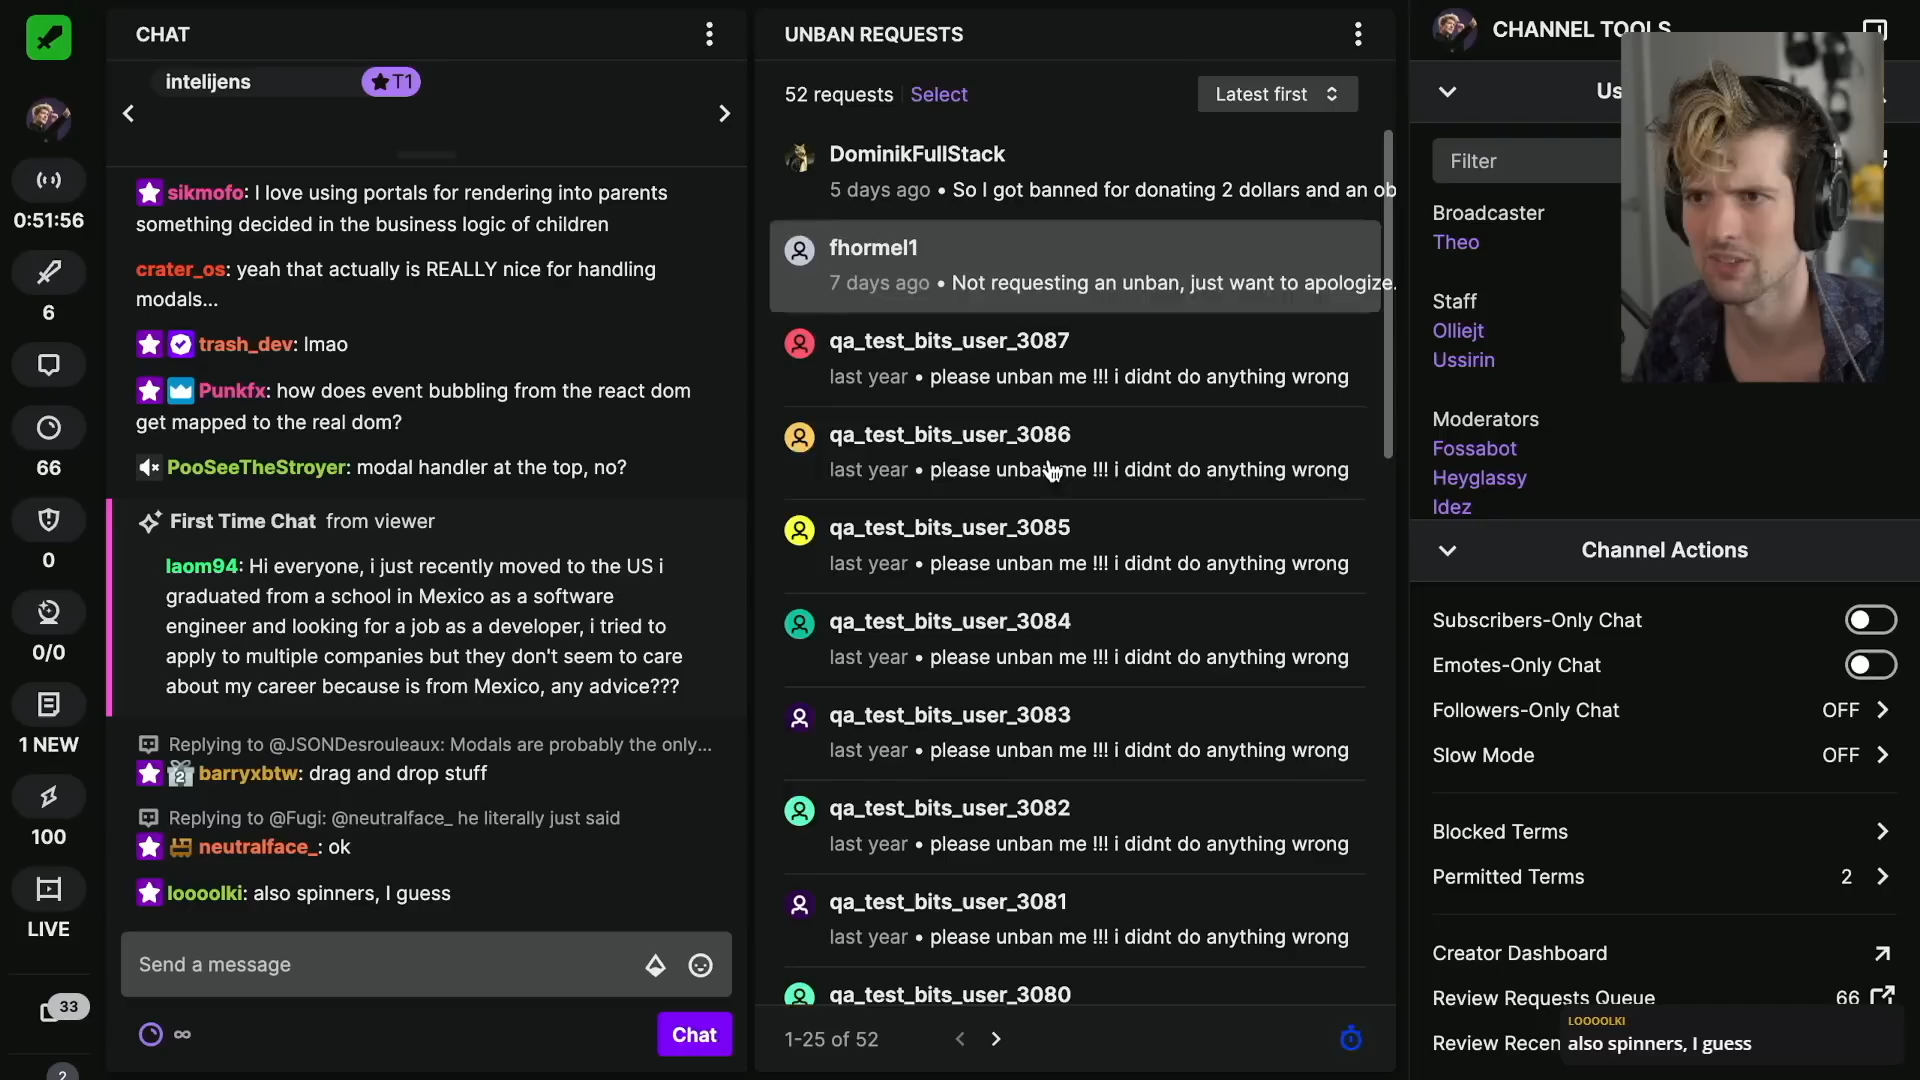 CHAT
intelijens
T1
sikmofo: I love using portals for rendering into parents
something decided in the business logic of children
crater_os: yeah that actually is REALLY nice for handling
modals...
trash_dev: lmao
Punkfx: how does event bubbling from the react dom
get mapped to the real dom?
PooSeeTheStroyer: modal handler at the top, no?
First Time Chat from viewer
laom94: Hi everyone, i just recently moved to the US i
graduated from a school in Mexico as a software
engineer and looking for a job as a developer, i tried to
apply to multiple companies but they don't seem to care
about my career because is from Mexico, any advice???
Replying to @JSONDesrouleaux: Modals are probably the only...
2
barryxbtw: drag and drop stuff
Replying to @Fugi: @neutralface_ he literally just said
neutralface_: ok
loooolki: also spinners, I guess
Send a message
∞
Chat
0:51:56
6
66
0
0/0
1 NEW
100
LIVE
33
2
UNBAN REQUESTS
52 requests
Select
Latest first
DominikFullStack
5 days ago • So I got banned for donating 2 dollars and an ob
fhormel1
7 days ago • Not requesting an unban, just want to apologize.
qa_test_bits_user_3087
last year • please unban me !!! i didnt do anything wrong
qa_test_bits_user_3086
last year • please unban me !!! i didnt do anything wrong
qa_test_bits_user_3085
last year • please unban me !!! i didnt do anything wrong
qa_test_bits_user_3084
last year • please unban me !!! i didnt do anything wrong
qa_test_bits_user_3083
last year • please unban me !!! i didnt do anything wrong
qa_test_bits_user_3082
last year • please unban me !!! i didnt do anything wrong
qa_test_bits_user_3081
last year • please unban me !!! i didnt do anything wrong
qa_test_bits_user_3080
1-25 of 52
CHANNEL TOOLS
Us
Filter
Broadcaster
Theo
Staff
Olliejt
Ussirin
Moderators
Fossabot
Heyglassy
Idez
Channel Actions
Subscribers-Only Chat
Emotes-Only Chat
Followers-Only Chat OFF
Slow Mode OFF
Blocked Terms
Permitted Terms 2
Creator Dashboard
Review Requests Queue 66
Review Recen
LOOOOLKI
also spinners, I guess